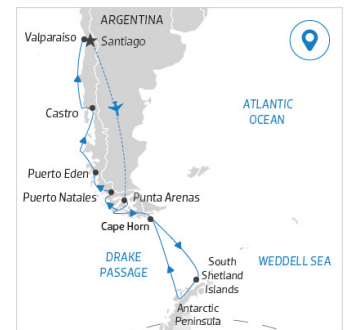 ARGENTINA
Valparaiso
Santiago
ATLANTIC
OCEAN
Castro
Puerto Eden
Puerto Natales
Punta Arenas
Cape Horn
DRAKE
PASSAGE
South
Shetland
Islands
WEDDELL SEA
Antarctic
Peninsula